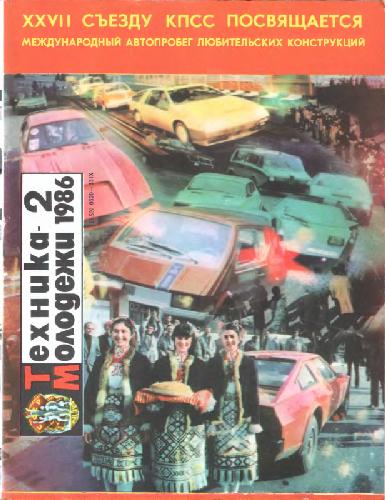 XXVII СЪЕЗДУ КПСС ПОСВЯЩАЕТСЯ
МЕЖДУНАРОДНЫЙ АВТОПРОБЕГ ЛЮБИТЕЛЬСКИХ КОНСТРУКЦИЙ
Техника- 2
Молодежи 1986